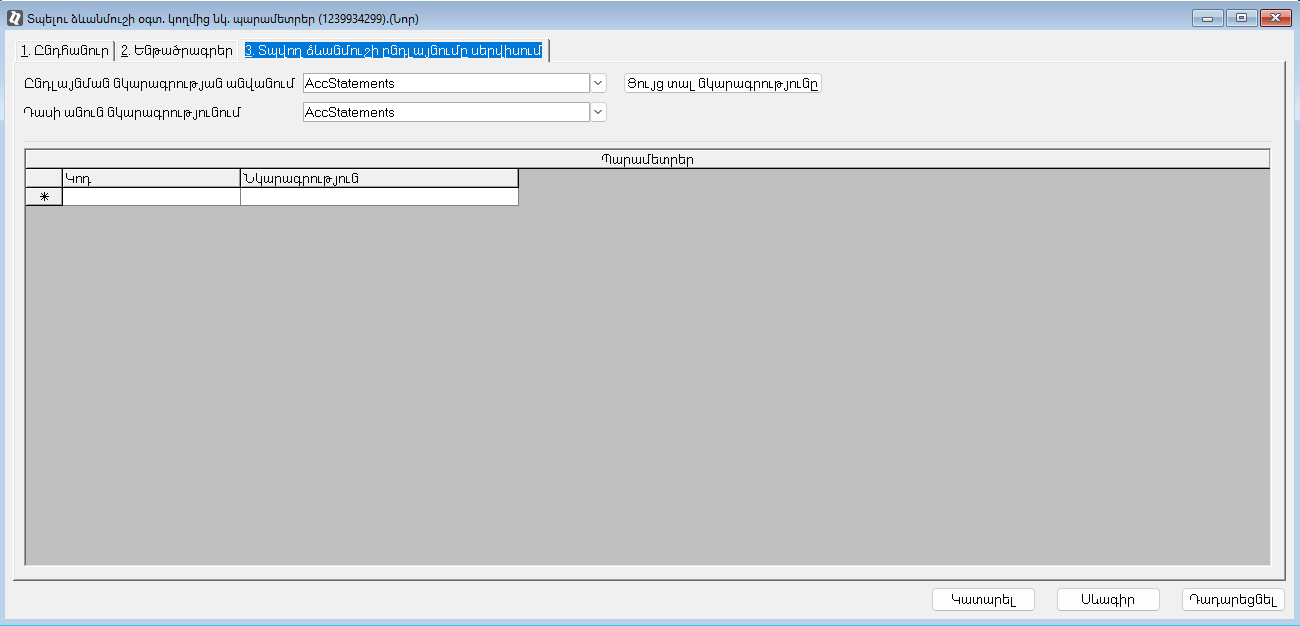 Տպելու ձևանմուշի օգտ. կողմից նկ. պարամետրեր (1239934299).(Նոր)
1. Ընդհանուր 2. Ենթածրագրեր 3. Տպվող ձևանմուշի ընդլայնումը սերվիսում
Ընդլայնման նկարագրության անվանում AccStatements Ցույց տալ նկարագրությունը
Դասի անուն նկարագրությունում AccStatements
Պարամետրեր
Կոդ Նկարագրություն
Կատարել Սևագիր Դադարեցնել